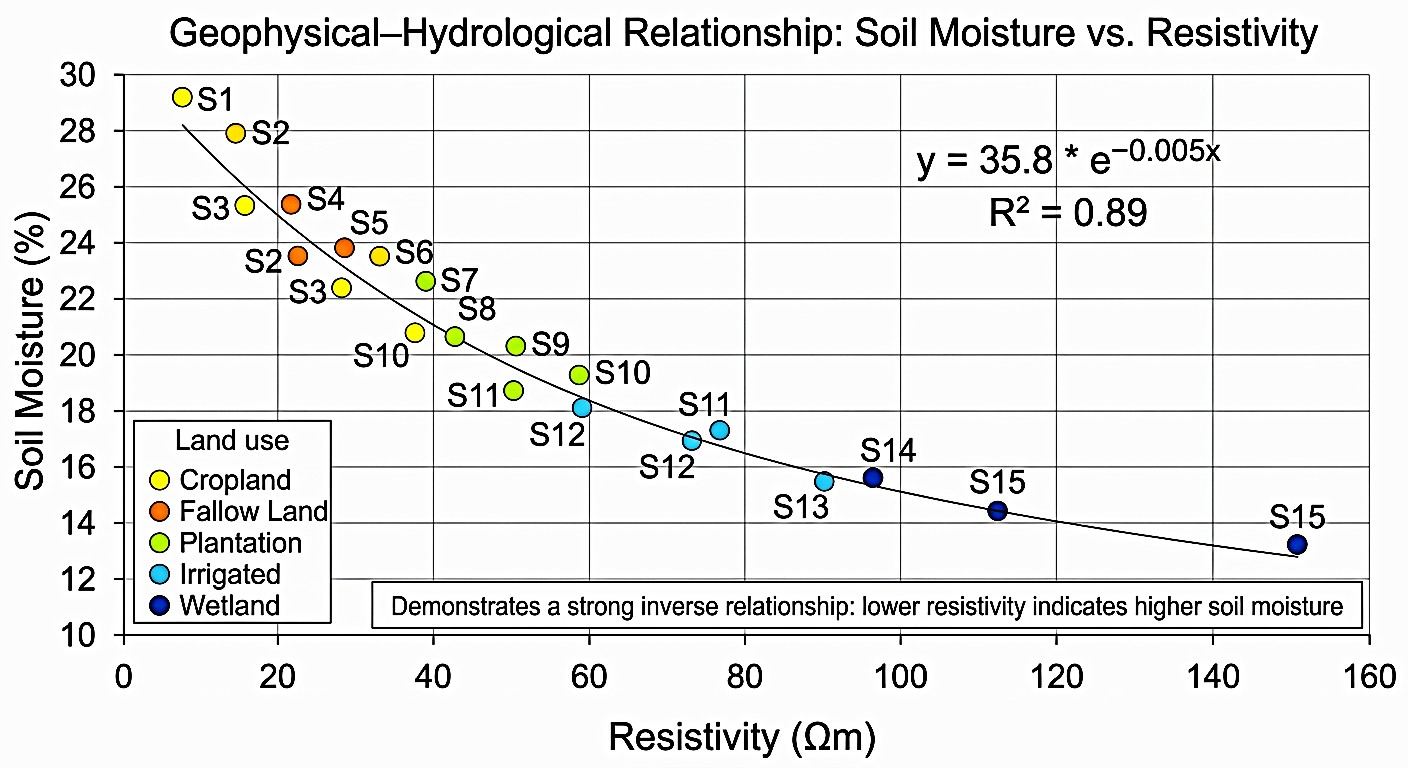 Geophysical–Hydrological Relationship: Soil Moisture vs. Resistivity
30
28
26
24
22
20
18
16
14
12
10
Soil Moisture (%)
S1
S2
y = 35.8 * e⁻⁰·⁰⁰⁵ˣ
R² = 0.89
S3
S4
S5
S2
S6
S3
S7
S8
S10
S9
S11
S10
S12
S11
S12
S14
S13
S15
S15
Land use
Cropland
Fallow Land
Plantation
Irrigated
Wetland
Demonstrates a strong inverse relationship: lower resistivity indicates higher soil moisture
0 20 40 60 80 100 120 140 160
Resistivity (Ωm)